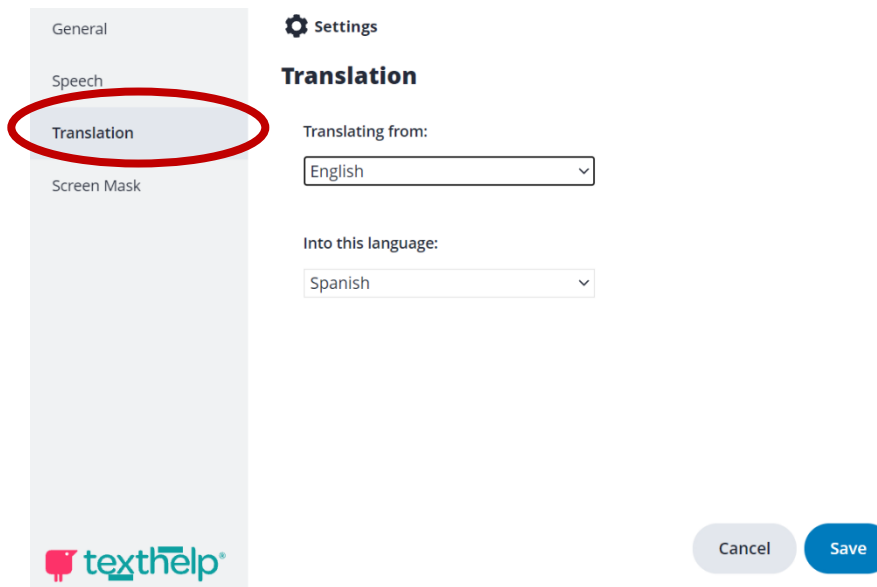 General
Speech
Translation
Screen Mask
texthelp®
Settings
Translation
Translating from:
English
Into this language:
Spanish
Cancel
Save